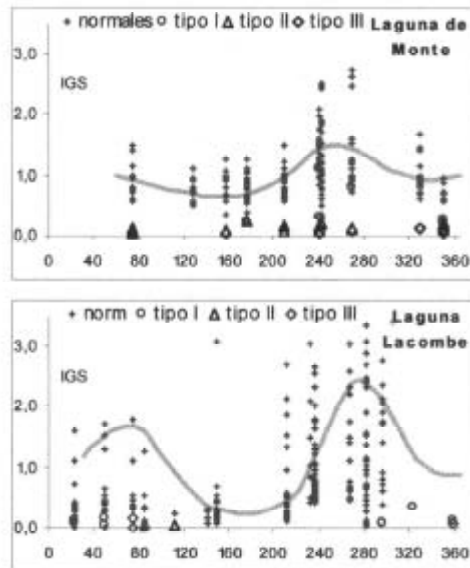 + normales o tipo I △ tipo II ◇ tipo III Laguna de
Monte
IGS
3,0
2,0
1,0
0,0
0 40 80 120 160 200 240 280 320 360
+ norm o tipo I △ tipo II ◇ tipo III Laguna
Lacombe
IGS
3,0
2,0
1,0
0,0
0 40 80 120 160 200 240 280 320 360